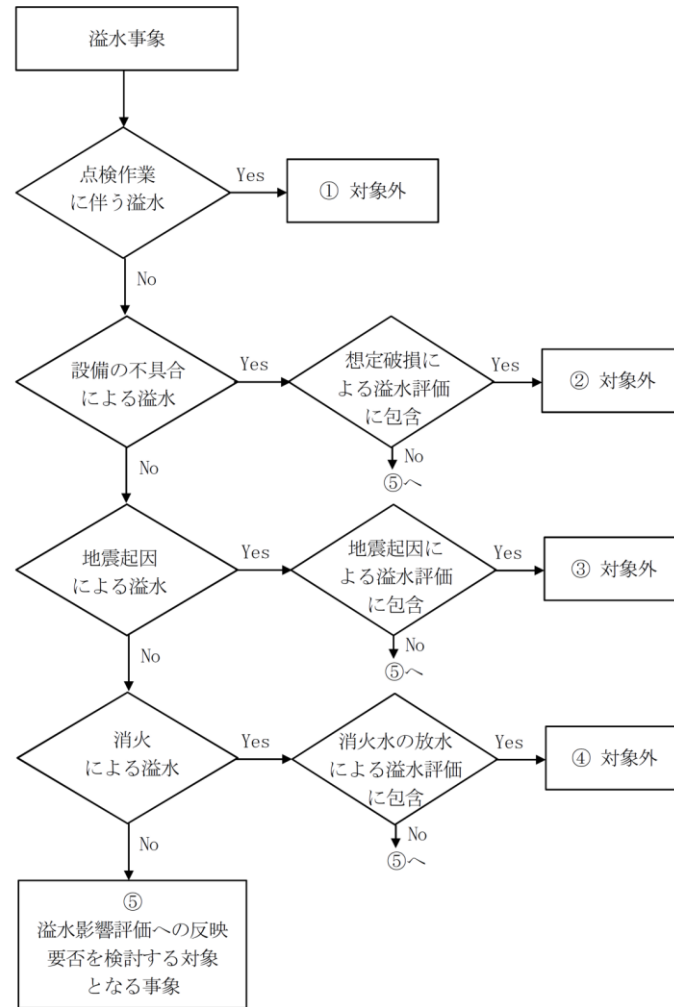 溢水事象
点検作業
に伴う溢水
Yes
① 対象外
No
設備の不具合
による溢水
Yes
想定破損に
よる溢水評価
に包含
Yes
② 対象外
No
⑤へ
No
地震起因
による溢水
Yes
地震起因に
よる溢水評価
に包含
Yes
③ 対象外
No
⑤へ
No
消火
による溢水
Yes
消火水の放水
による溢水評価
に包含
Yes
④ 対象外
No
⑤へ
No
⑤
溢水影響評価への反映
要否を検討する対象
となる事象